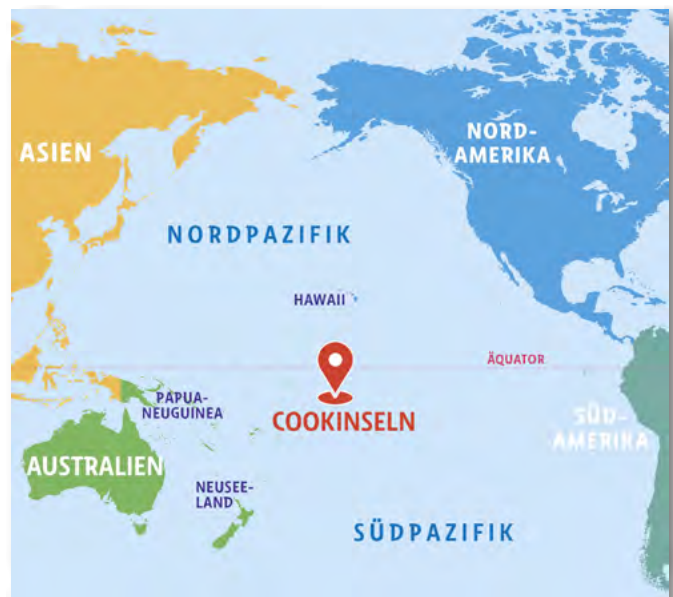 NORD-
AMERIKA
ASIEN
NORDPAZIFIK
HAWAII
ÄQUATOR
PAPUA-
NEUGUINEA
COOKINSELN
SÜD-
AMERIKA
AUSTRALIEN
NEUSEE-
LAND
SÜDPAZIFIK